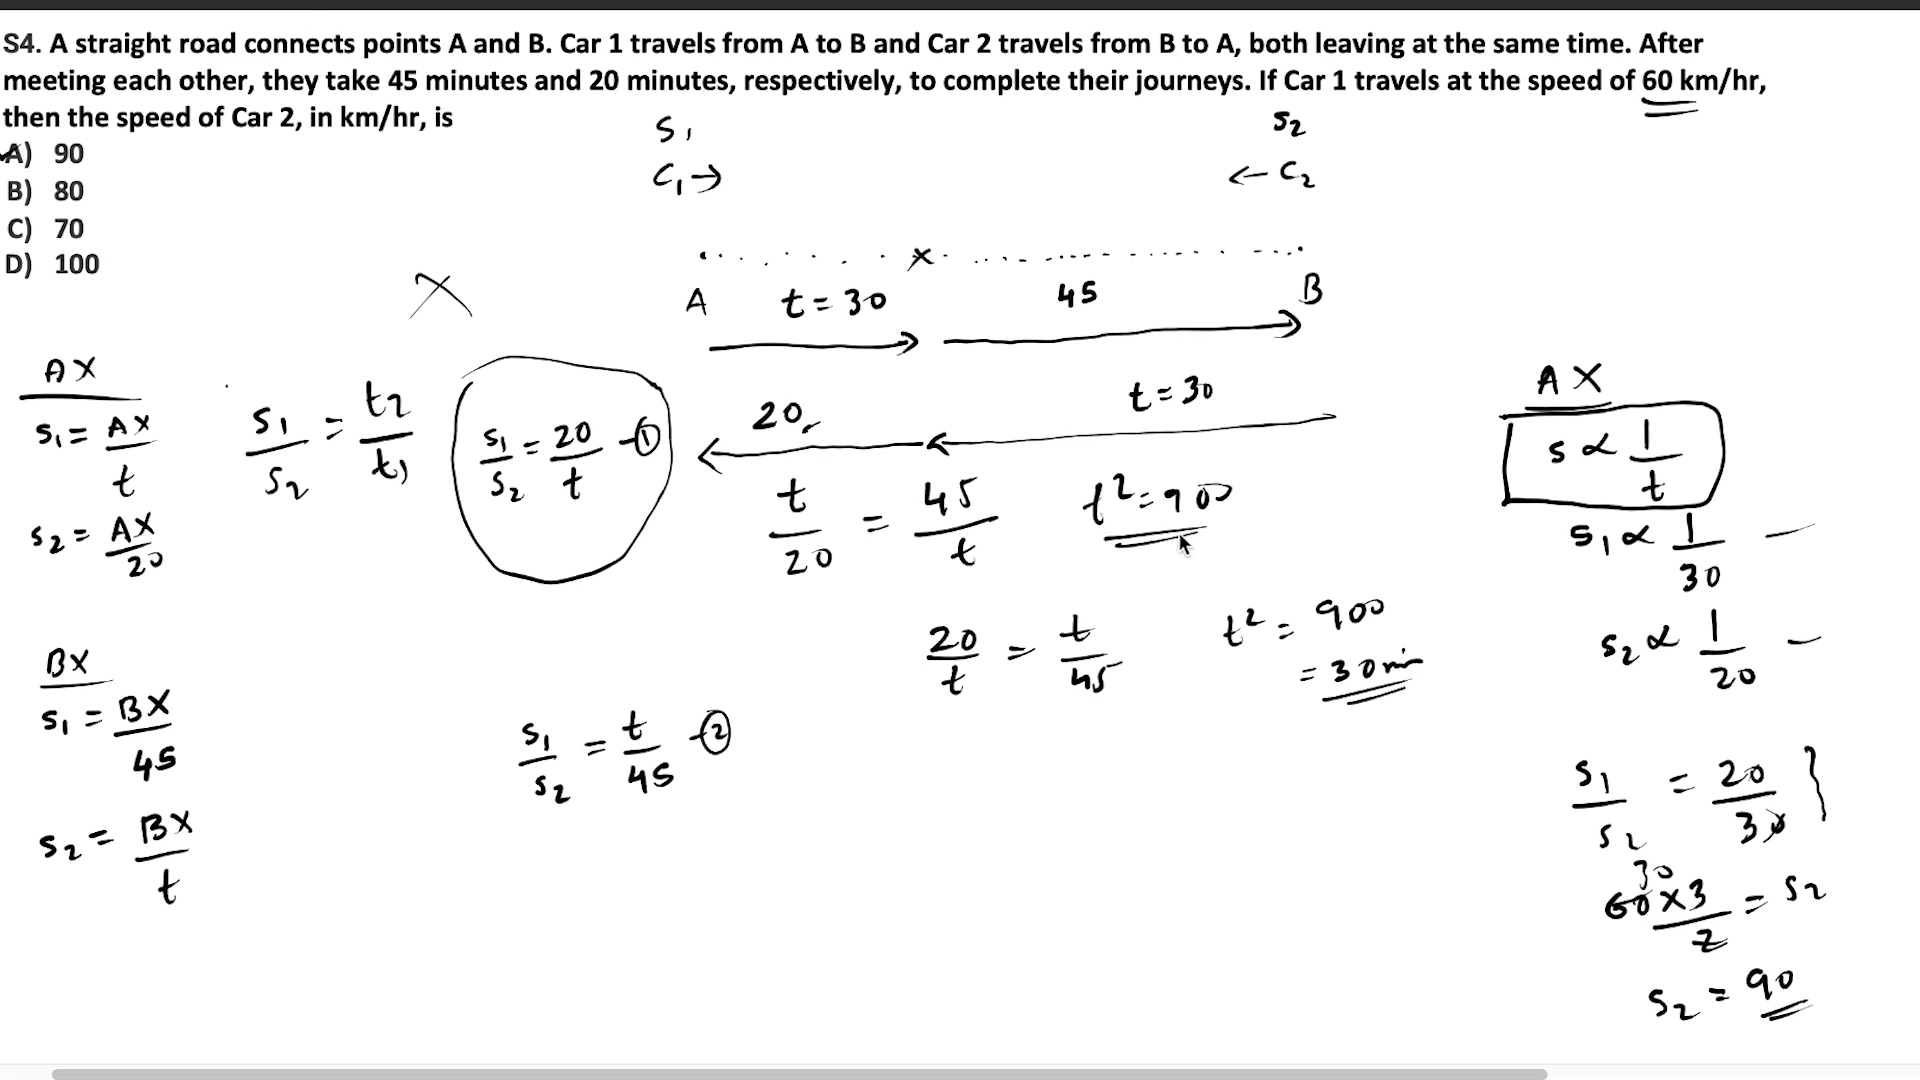 S4. A straight road connects points A and B. Car 1 travels from A to B and Car 2 travels from B to A, both leaving at the same time. After
meeting each other, they take 45 minutes and 20 minutes, respectively, to complete their journeys. If Car 1 travels at the speed of 60 km/hr,
then the speed of Car 2, in km/hr, is
A) 90
B) 80
C) 70
D) 100
S1
C1 →
S2
← C2
x
A t = 30 45 B
20 t = 30
X
AX
S1 = AX/t
S2 = AX/20
S1/S2 = t2/t1
S1/S2 = 20/t -①
t/20 = 45/t
t² = 900
20/t = t/45
t² = 900
= 30 min
BX
S1 = BX/45
S2 = BX/t
S1/S2 = t/45 -②
AX
S ∝ 1/t
S1 ∝ 1/30 -
S2 ∝ 1/20 -
S1/S2 = 20/30 }
30
60 x 3/2 = S2
S2 = 90